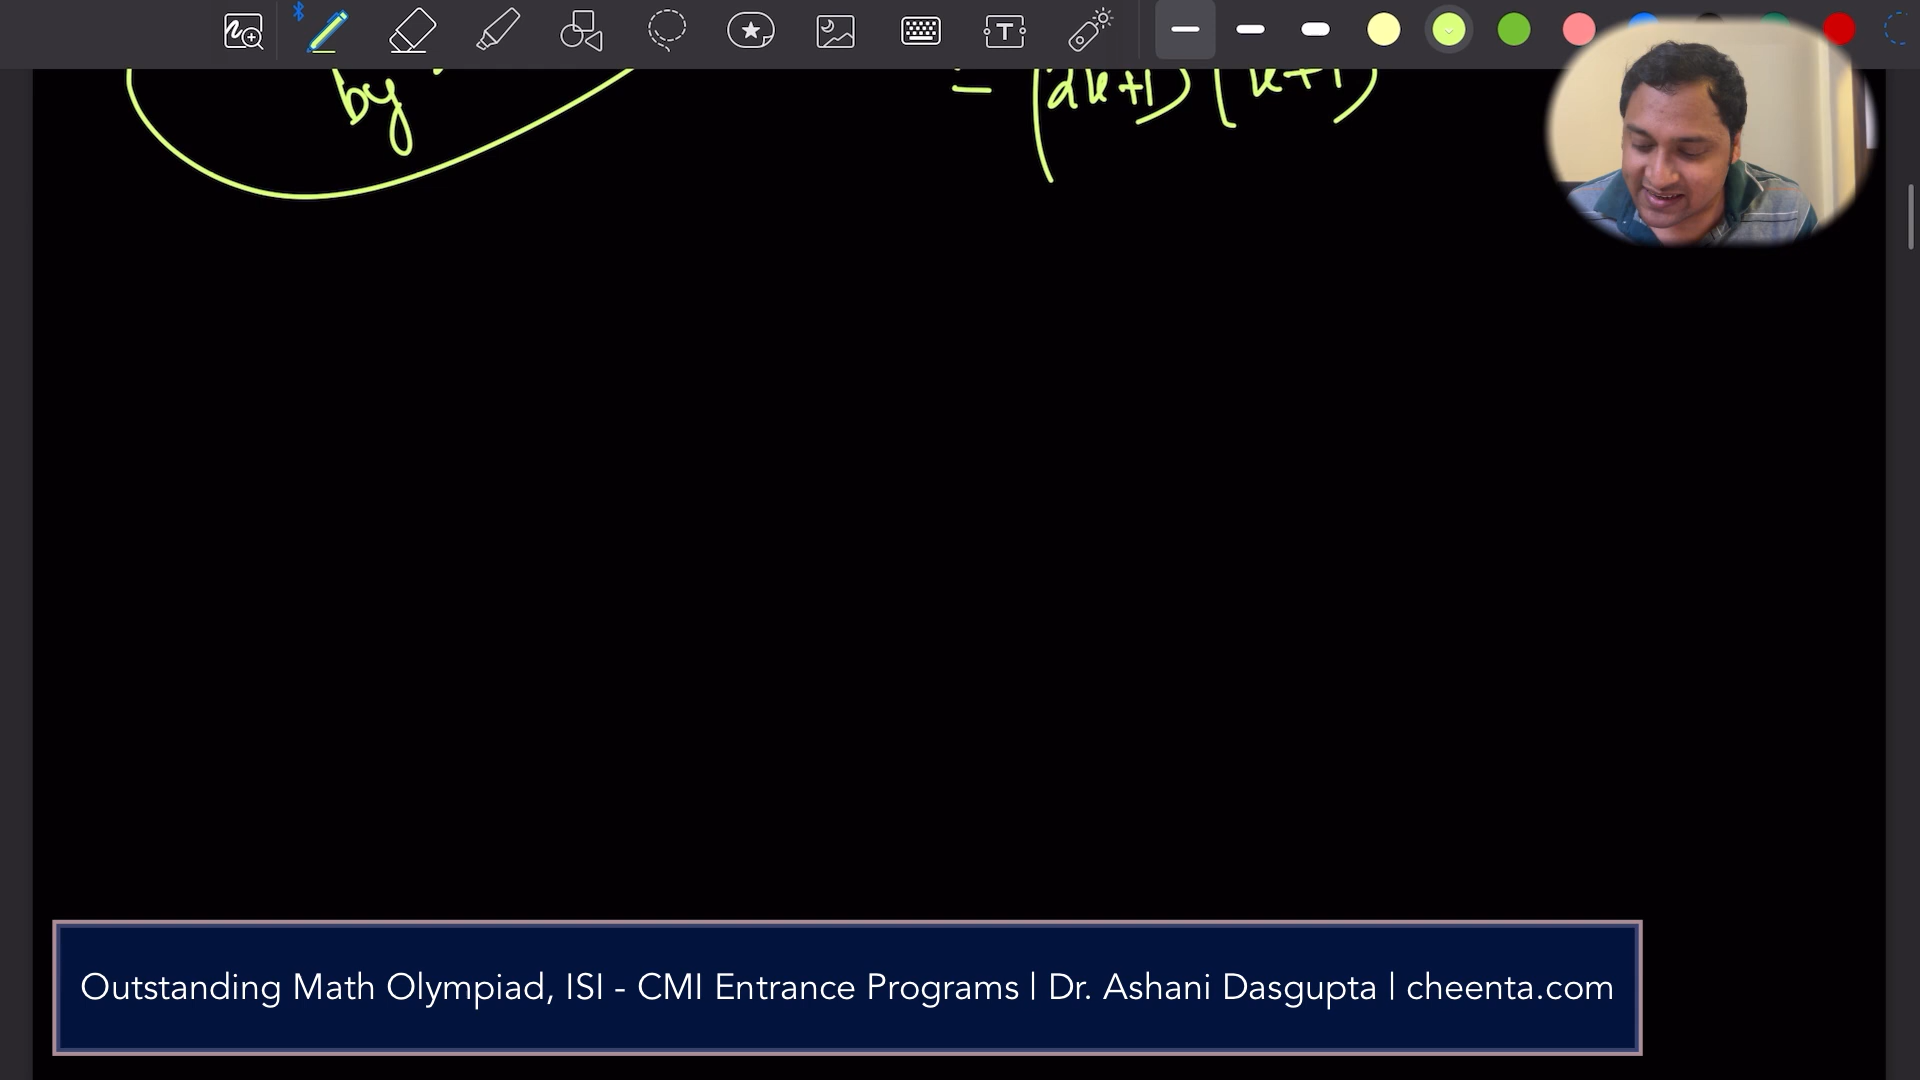 by
= (2k+1) (k+1)
Outstanding Math Olympiad, ISI - CMI Entrance Programs | Dr. Ashani Dasgupta | cheenta.com